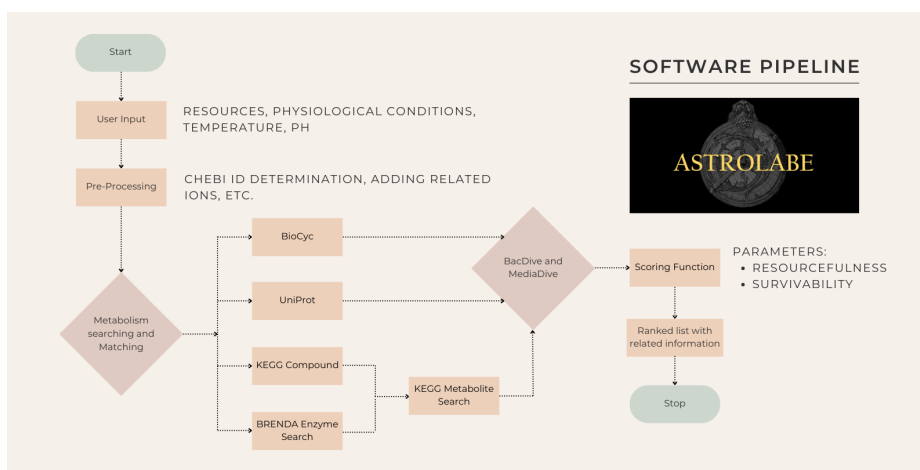 Start
SOFTWARE PIPELINE
User Input
RESOURCES, PHYSIOLOGICAL CONDITIONS,
TEMPERATURE, PH
ASTROLABE
Pre-Processing
CHEBI ID DETERMINATION, ADDING RELATED
IONS, ETC.
BioCyc
UniProt
Metabolism
searching and
Matching
KEGG Compound
BRENDA Enzyme
Search
KEGG Metabolite
Search
BacDive and
MediaDive
Scoring Function
PARAMETERS:
• RESOURCEFULNESS
• SURVIVABILITY
Ranked list with
related information
Stop